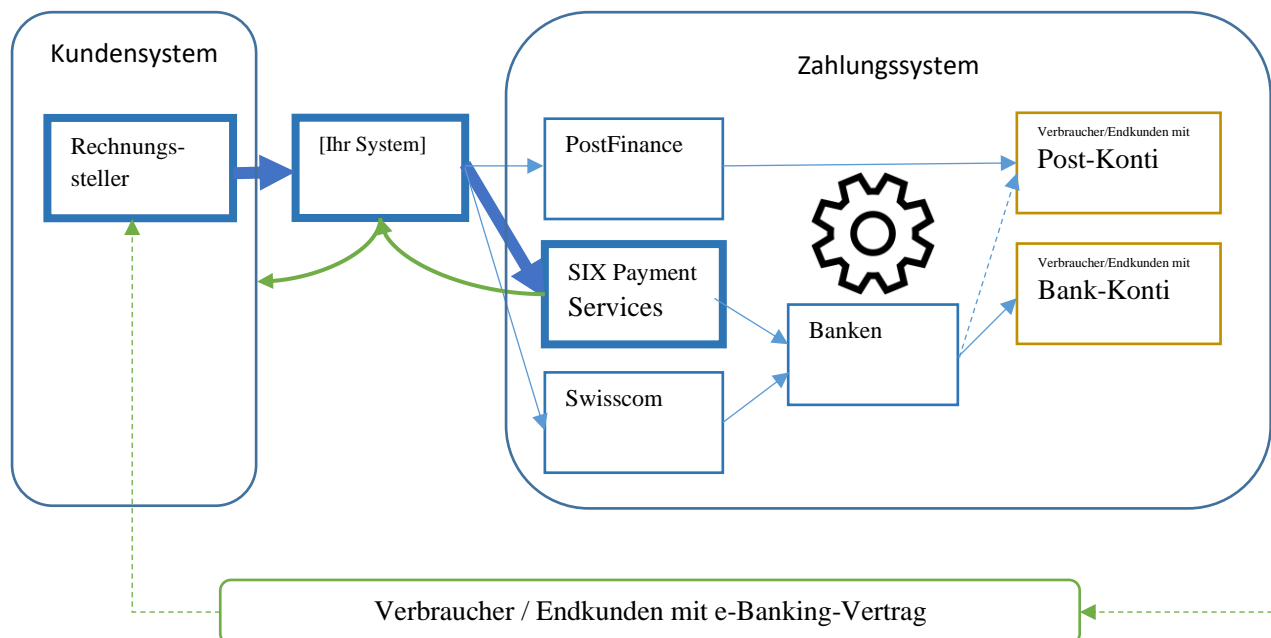 Kundensystem
Zahlungssystem
Rechnungs-
steller
[Ihr System]
PostFinance
Verbraucher/Endkunden mit
Post-Konti
SIX Payment
Services
Verbraucher/Endkunden mit
Bank-Konti
Banken
Swisscom
Verbraucher / Endkunden mit e-Banking-Vertrag